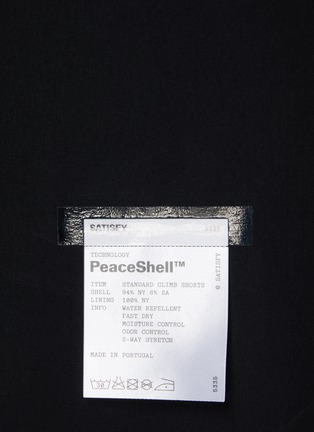 SATISFY 5335
TECHNOLOGY
PeaceShell™
ITEM STANDARD CLIMB SHORTS
SHELL 94% NY 6% EA
LINING 100% NY
INFO WATER REPELLENT
FAST DRY
MOISTURE CONTROL
ODOR CONTROL
2-WAY STRETCH
MADE IN PORTUGAL
© SATISFY
5335